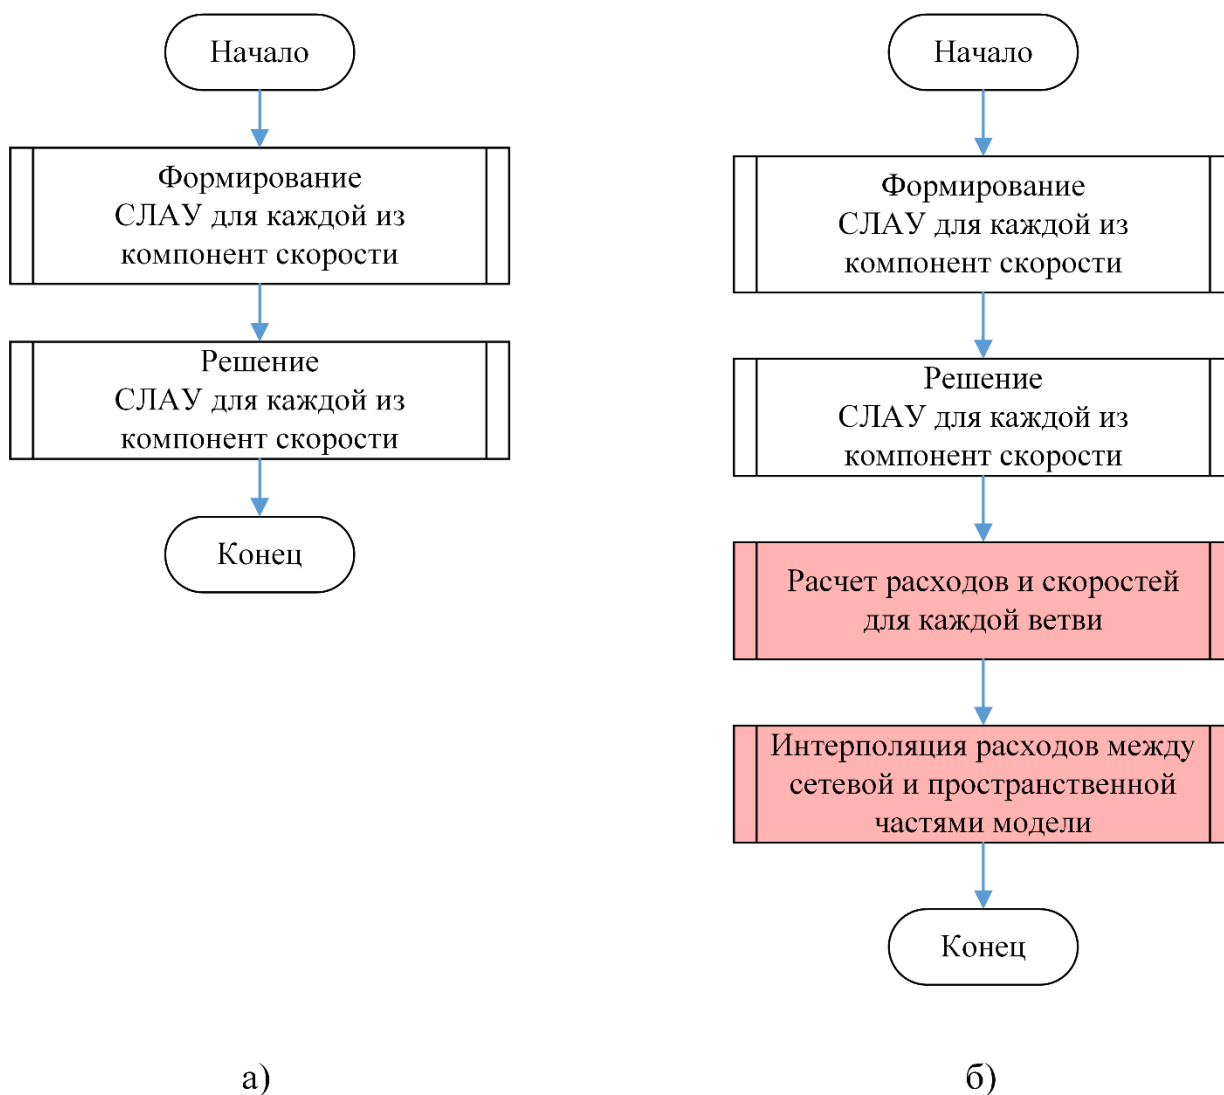 Начало
Формирование
СЛАУ для каждой из
компонент скорости
Решение
СЛАУ для каждой из
компонент скорости
Конец
а)
Начало
Формирование
СЛАУ для каждой из
компонент скорости
Решение
СЛАУ для каждой из
компонент скорости
Расчет расходов и скоростей
для каждой ветви
Интерполяция расходов между
сетевой и пространственной
частями модели
Конец
б)